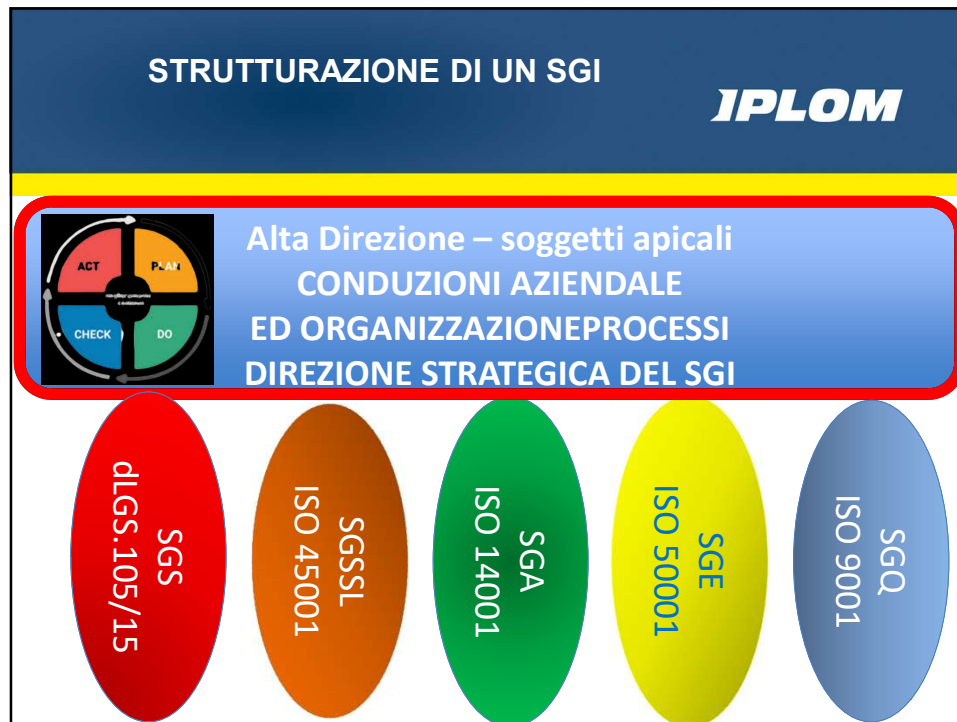 STRUTTURAZIONE DI UN SGI
IPLOM
ACT
PLAN
CHECK
DO
Alta Direzione – soggetti apicali
CONDUZIONI AZIENDALE
ED ORGANIZZAZIONEPROCESSI
DIREZIONE STRATEGICA DEL SGI
SGS
dLGS.105/15
SGSSL
ISO 45001
SGA
ISO 14001
SGE
ISO 50001
SGQ
ISO 9001